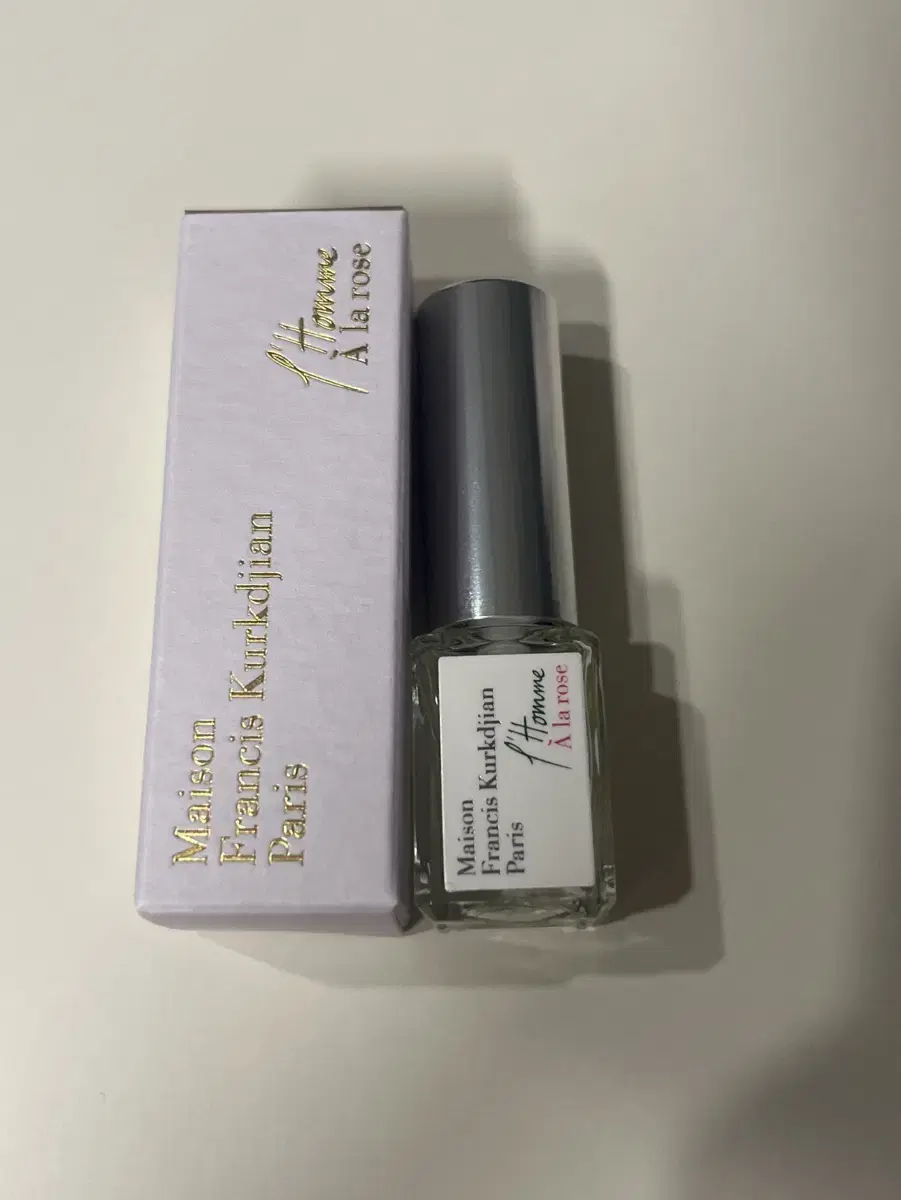 Maison
Francis Kurkdjian
Paris
l'Homme
À la rose
Maison
Francis Kurkdjian
Paris
l'Homme
À la rose